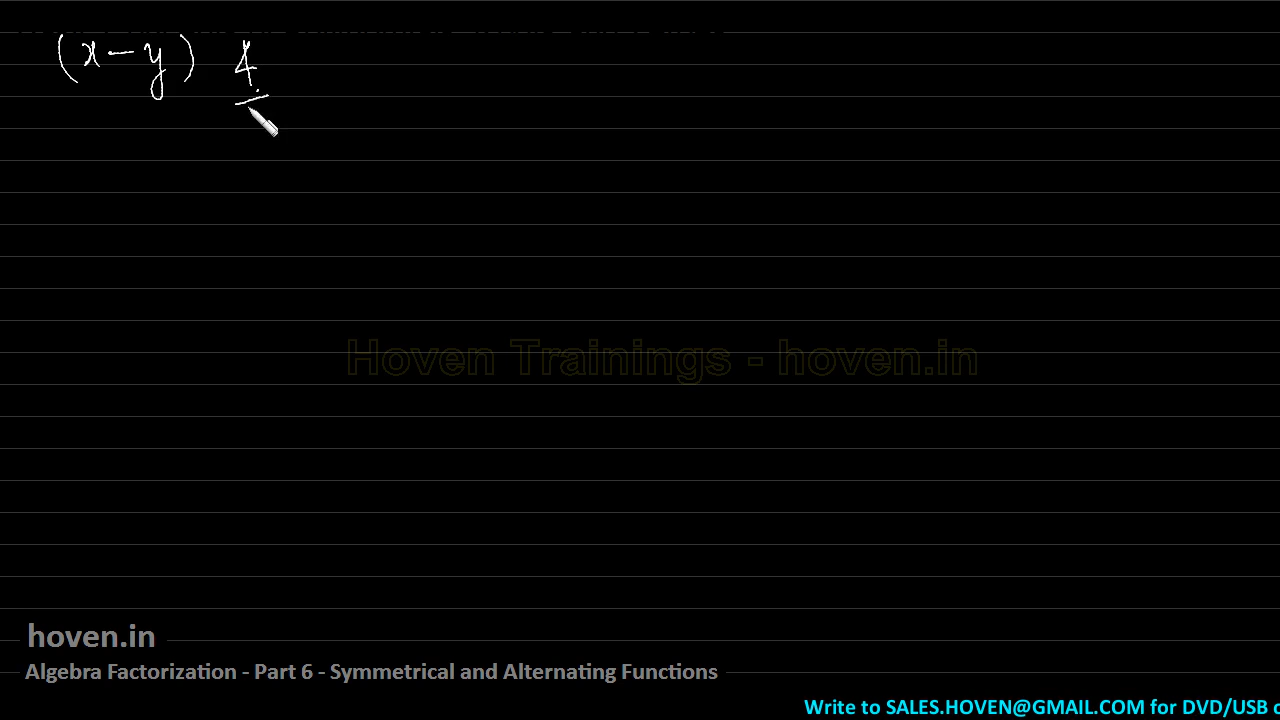 (x-y) 4
Hoven Trainings - hoven.in
hoven.in
Algebra Factorization - Part 6 - Symmetrical and Alternating Functions
Write to SALES.HOVEN@GMAIL.COM for DVD/USB